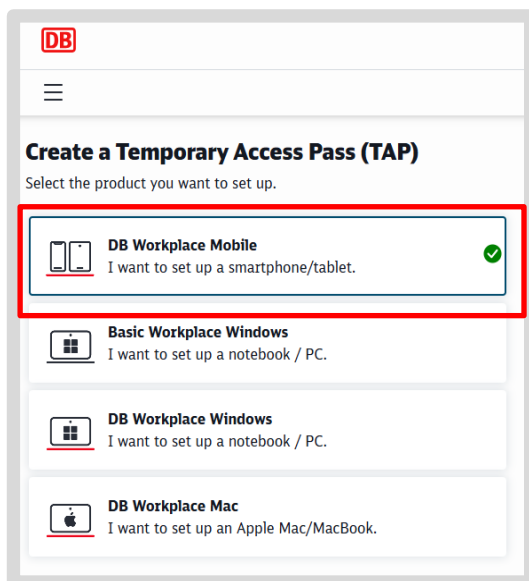 DB
Create a Temporary Access Pass (TAP)
Select the product you want to set up.
DB Workplace Mobile
I want to set up a smartphone/tablet.
Basic Workplace Windows
I want to set up a notebook / PC.
DB Workplace Windows
I want to set up a notebook / PC.
DB Workplace Mac
I want to set up an Apple Mac/MacBook.